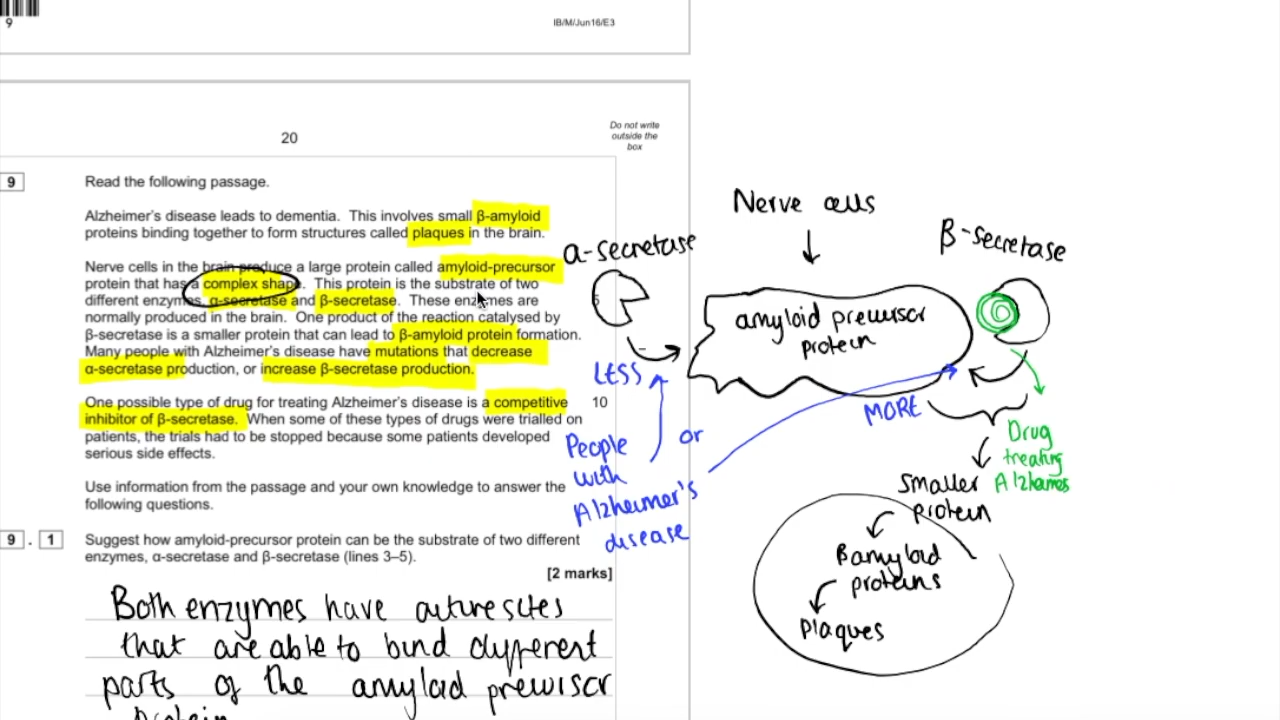 9
IB/M/Jun16/E3
20
Do not write
outside the
box
9
Read the following passage.
Alzheimer's disease leads to dementia. This involves small β-amyloid
proteins binding together to form structures called plaques in the brain.
Nerve cells in the brain produce a large protein called amyloid-precursor
protein that has a complex shape. This protein is the substrate of two
different enzymes, α-secretase and β-secretase. These enzymes are
5
normally produced in the brain. One product of the reaction catalysed by
β-secretase is a smaller protein that can lead to β-amyloid protein formation.
Many people with Alzheimer's disease have mutations that decrease
α-secretase production, or increase β-secretase production.
One possible type of drug for treating Alzheimer's disease is a competitive
10
inhibitor of β-secretase. When some of these types of drugs were trialled on
patients, the trials had to be stopped because some patients developed
serious side effects.
Use information from the passage and your own knowledge to answer the
following questions.
9 . 1
Suggest how amyloid-precursor protein can be the substrate of two different
enzymes, α-secretase and β-secretase (lines 3–5).
[2 marks]
Both enzymes have active sites
that are able to bind different
parts of the amyloid precursor
protein
Nerve cells
α-secretase
β-secretase
amyloid precursor
protein
LESS
MORE
People
with
Alzheimer's
disease
or
Drug
treating
Alzhames
smaller
protein
Bamyloid
proteins
Plaques